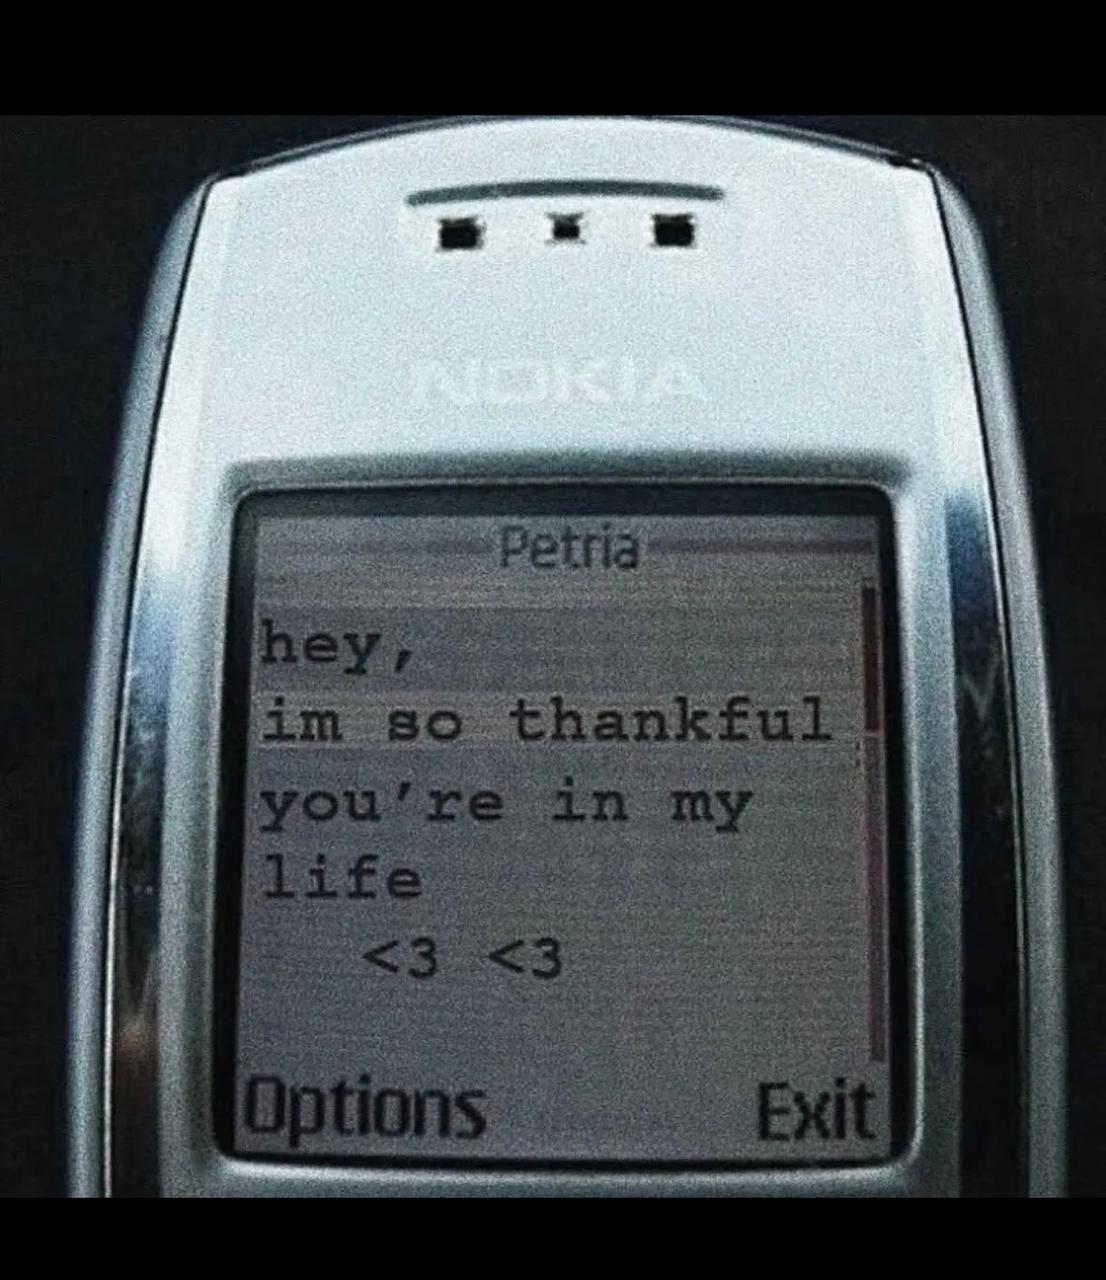 NOKIA
Petria
hey,
im so thankful
you're in my
life
<3 <3
Options
Exit